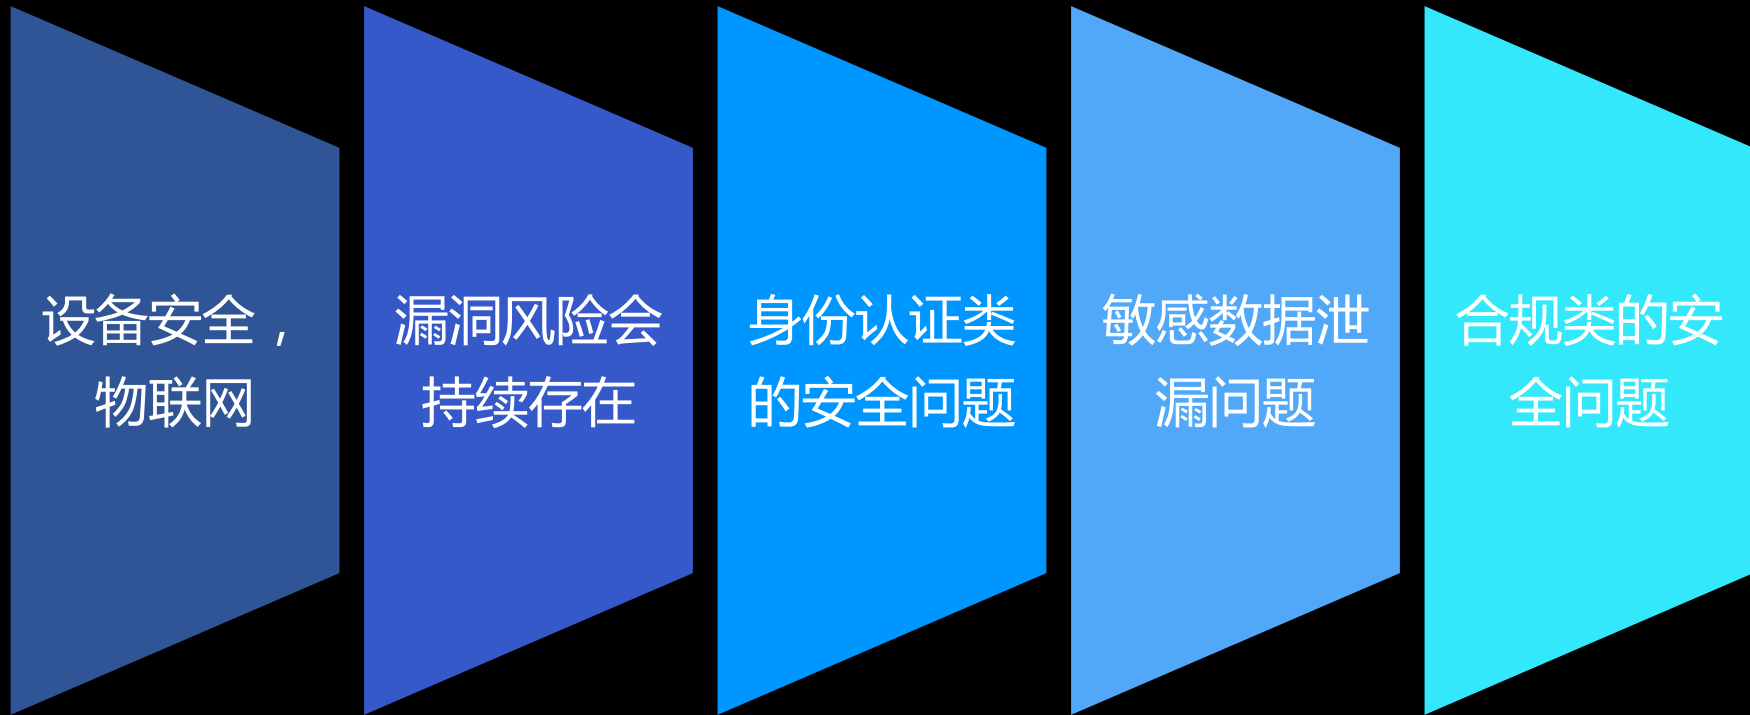 设备安全，
物联网
漏洞风险会
持续存在
身份认证类
的安全问题
敏感数据泄
漏问题
合规类的安
全问题